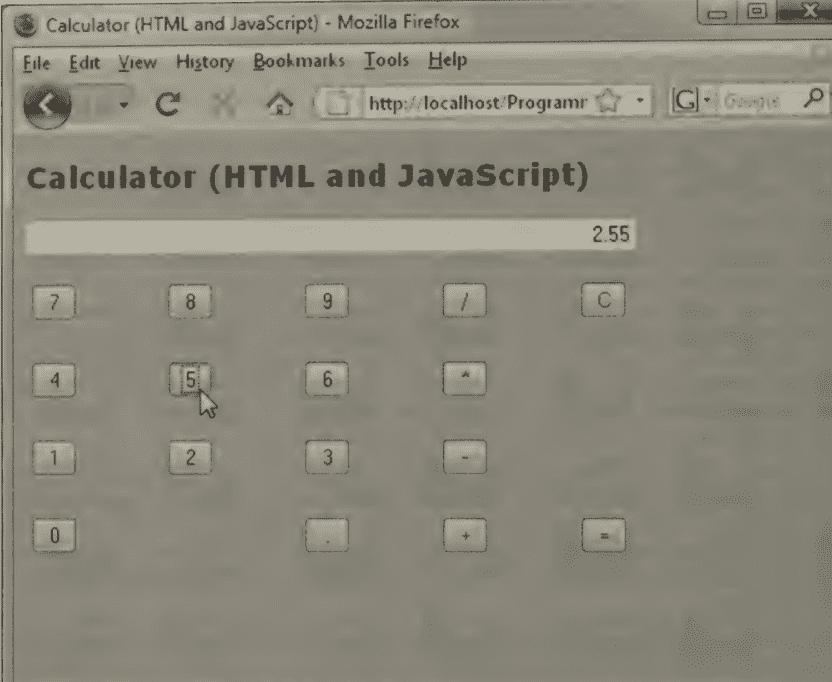 Calculator (HTML and JavaScript) - Mozilla Firefox
File Edit View History Bookmarks Tools Help
http://localhost/Programr G Google
Calculator (HTML and JavaScript)
2.55
7 8 9 / C
4 5 6 *
1 2 3 -
0 . + =